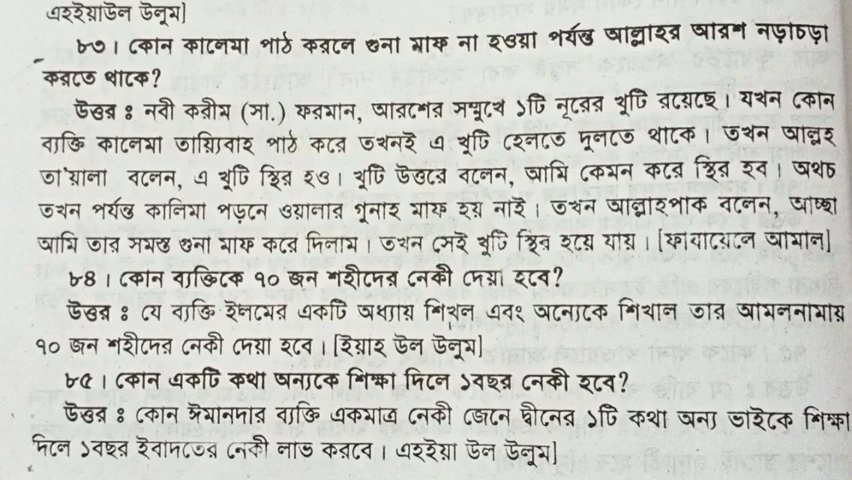 এহইয়াউল উলূম]
৮৩। কোন কালেমা পাঠ করলে গুনা মাফ না হওয়া পর্যন্ত আল্লাহর আরশ নড়াচড়া
করতে থাকে?
উত্তর ঃ নবী করীম (সা.) ফরমান, আরশের সম্মুখে ১টি নূরের খুটি রয়েছে। যখন কোন
ব্যক্তি কালেমা তায়্যিবাহ পাঠ করে তখনই এ খুটি হেলতে দুলতে থাকে। তখন আল্লহ
তা'য়ালা বলেন, এ খুটি স্থির হও। খুটি উত্তরে বলেন, আমি কেমন করে স্থির হব। অথচ
তখন পর্যন্ত কালিমা পড়নে ওয়ালার গুনাহ মাফ হয় নাই। তখন আল্লাহপাক বলেন, আচ্ছা
আমি তার সমস্ত গুনা মাফ করে দিলাম। তখন সেই খুটি স্থির হয়ে যায়। [ফাবায়েলে আমাল]
৮৪। কোন ব্যক্তিকে ৭০ জন শহীদের নেকী দেয়া হবে?
উত্তর ঃ যে ব্যক্তি ইলমের একটি অধ্যায় শিখল এবং অন্যেকে শিখাল তার আমলনামায়
৭০ জন শহীদের নেকী দেয়া হবে। [হিয়াহ উল উলূম]
৮৫। কোন একটি কথা অন্যকে শিক্ষা দিলে ১বছর নেকী হবে?
উত্তর ঃ কোন ঈমানদার ব্যক্তি একমাত্র নেকী জেনে দ্বীনের ১টি কথা অন্য ভাইকে শিক্ষা
দিলে ১বছর ইবাদতের নেকী লাভ করবে। এহইয়া উল উলূম]